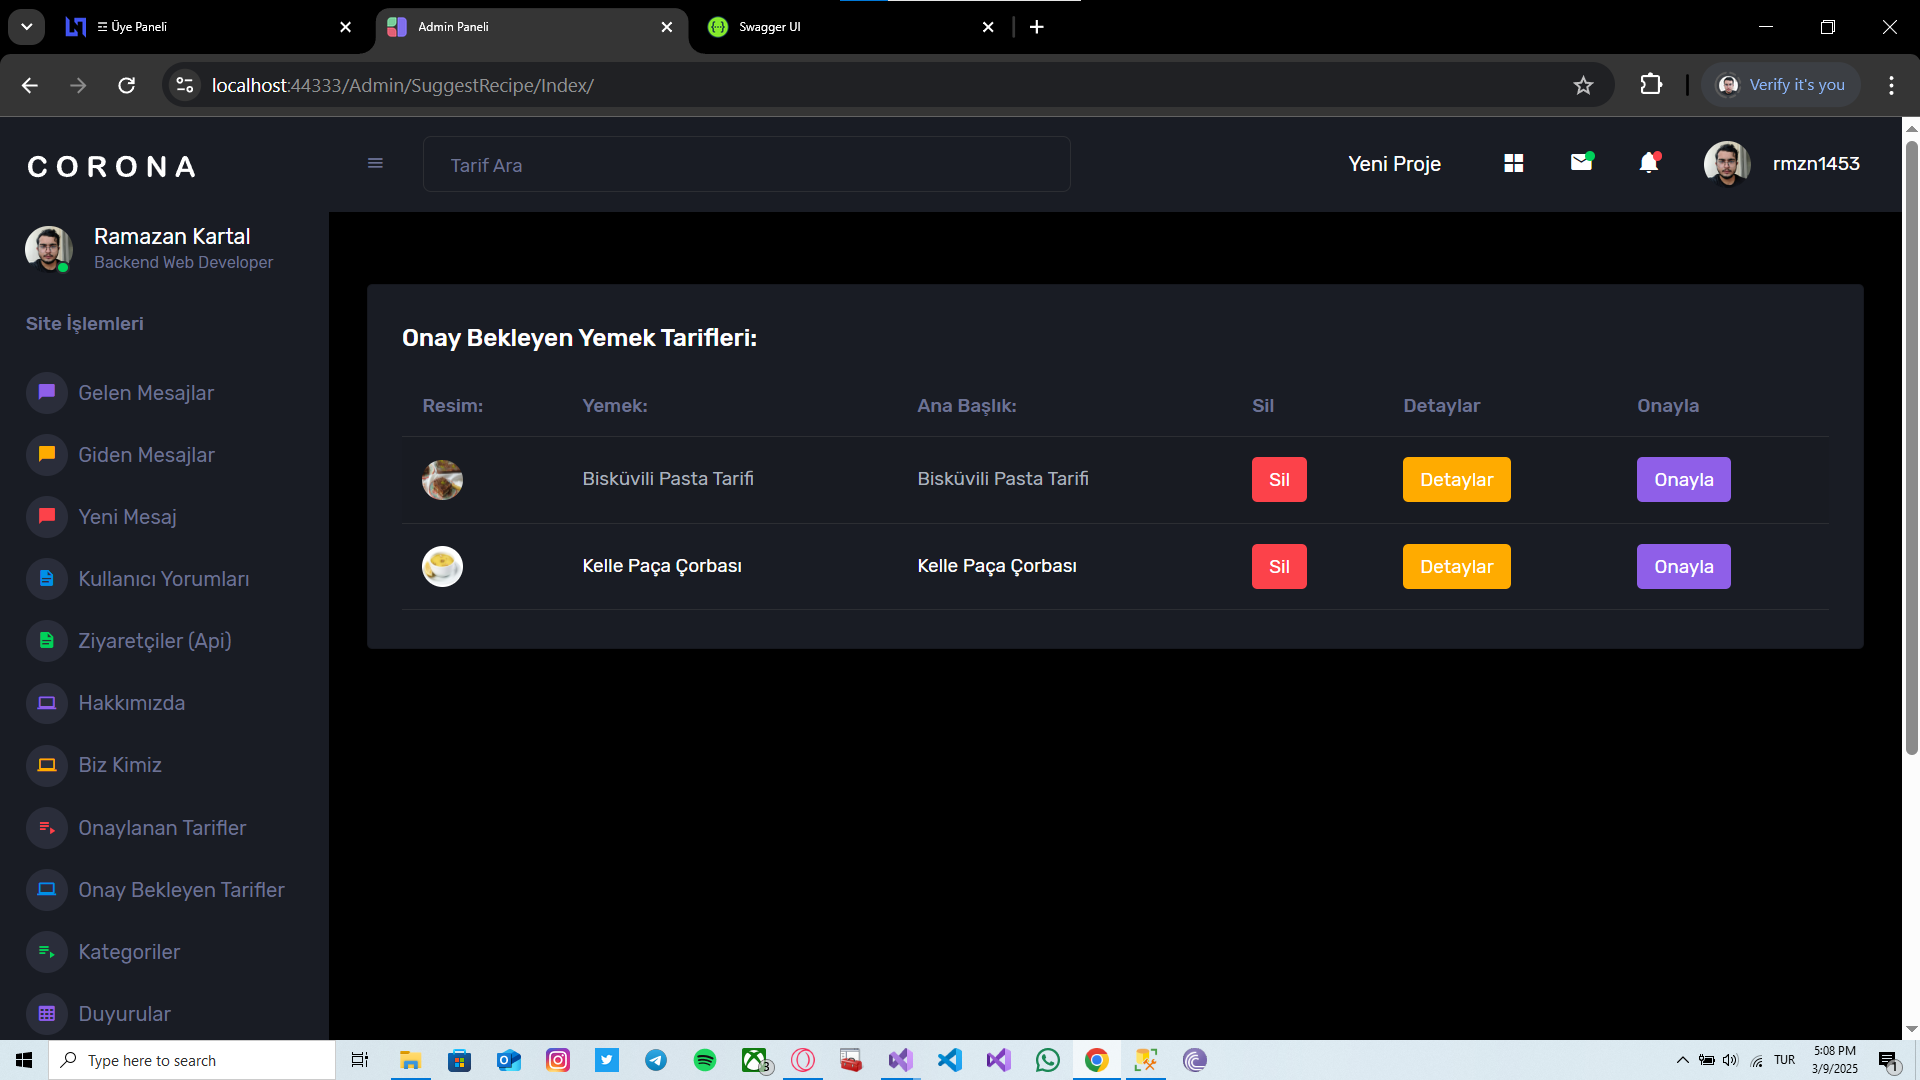 Üye Paneli
Admin Paneli
Swagger UI
localhost:44333/Admin/SuggestRecipe/Index/
Verify it's you
CORONA
Tarif Ara
Yeni Proje
rmzn1453
Ramazan Kartal
Backend Web Developer
Site İşlemleri
Gelen Mesajlar
Giden Mesajlar
Yeni Mesaj
Kullanıcı Yorumları
Ziyaretçiler (Api)
Hakkımızda
Biz Kimiz
Onaylanan Tarifler
Onay Bekleyen Tarifler
Kategoriler
Duyurular
Onay Bekleyen Yemek Tarifleri:
Resim: Yemek: Ana Başlık: Sil Detaylar Onayla
Bisküvili Pasta Tarifi Bisküvili Pasta Tarifi Sil Detaylar Onayla
Kelle Paça Çorbası Kelle Paça Çorbası Sil Detaylar Onayla
Type here to search
3
TUR
5:08 PM
3/9/2025
1